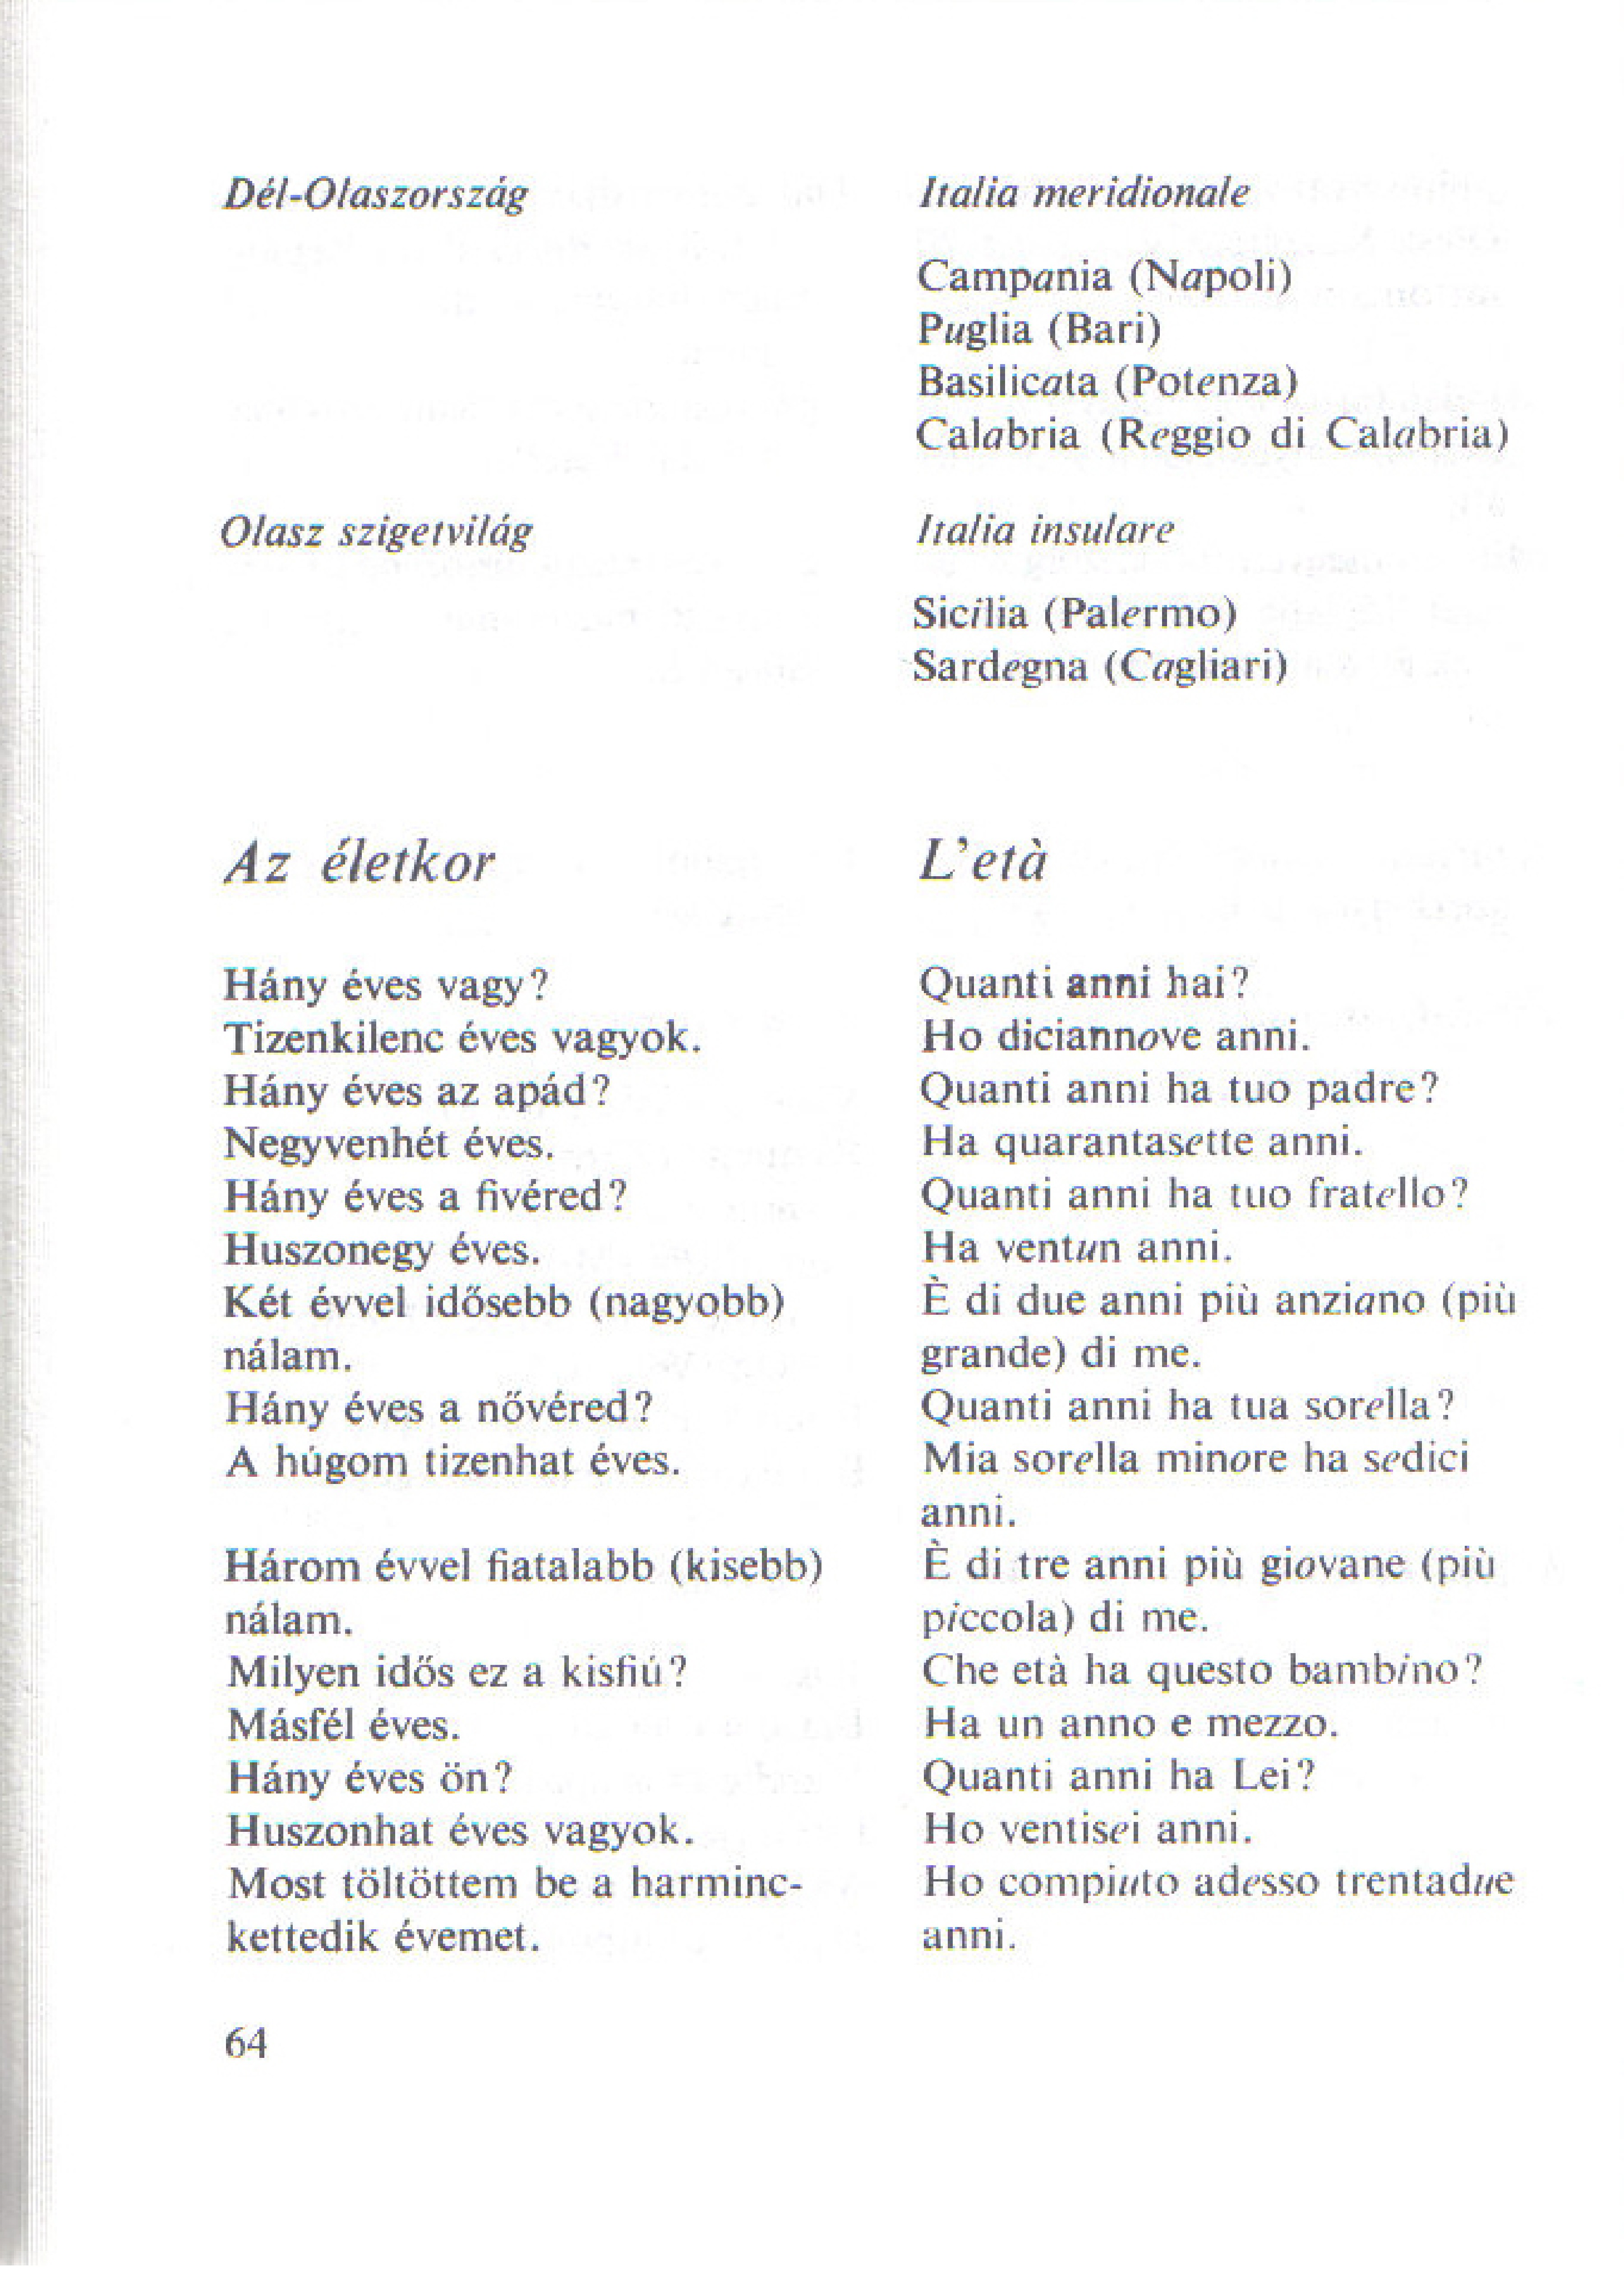 Dél-Olaszország
Italia meridionale
Campania (Napoli)
Puglia (Bari)
Basilicata (Potenza)
Calabria (Reggio di Calabria)
Olasz szigetvilág
Italia insulare
Sicilia (Palermo)
Sardegna (Cagliari)
Az életkor
Hány éves vagy?
Tizenkilenc éves vagyok.
Hány éves az apád?
Negyvenhét éves.
Hány éves a fivéred?
Huszonegy éves.
Két évvel idősebb (nagyobb)
nálam.
Hány éves a nővéred?
A húgom tizenhat éves.
Három évvel fiatalabb (kisebb)
nálam.
Milyen idős ez a kisfiú?
Másfél éves.
Hány éves ön?
Huszonhat éves vagyok.
Most töltöttem be a harminc-
kettedik évemet.
L'età
Quanti anni hai?
Ho diciannove anni.
Quanti anni ha tuo padre?
Ha quarantasette anni.
Quanti anni ha tuo fratello?
Ha ventun anni.
È di due anni più anziano (più
grande) di me.
Quanti anni ha tua sorella?
Mia sorella minore ha sedici
anni.
È di tre anni più giovane (più
piccola) di me.
Che età ha questo bambino?
Ha un anno e mezzo.
Quanti anni ha Lei?
Ho ventisei anni.
Ho compiuto adesso trentadue
anni.
64